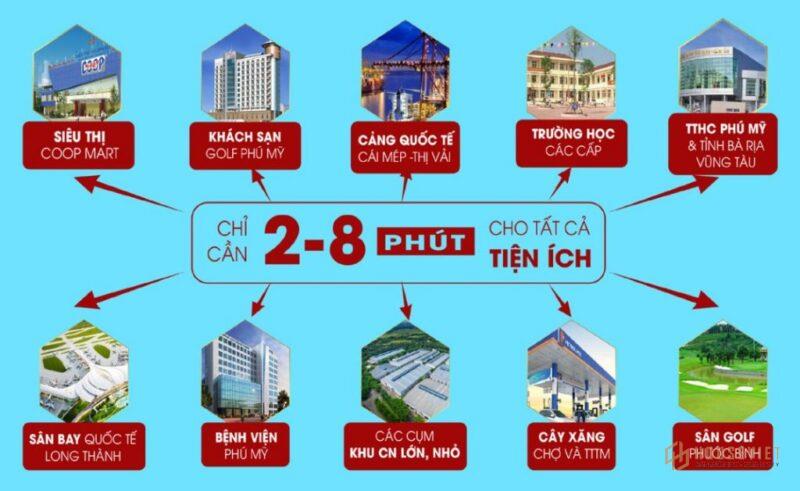 COOP
SIÊU THỊ
COOP MART
KHÁCH SẠN
GOLF PHÚ MỸ
CẢNG QUỐC TẾ
CÁI MÉP -THỊ VẢI
TRƯỜNG HỌC
CÁC CẤP
TTHC PHÚ MỸ
& TỈNH BÀ RỊA
VŨNG TÀU
CHỈ
CẦN
2-8 PHÚT
CHO TẤT CẢ
TIỆN ÍCH
SÂN BAY QUỐC TẾ
LONG THÀNH
BỆNH VIỆN
PHÚ MỸ
CÁC CỤM
KHU CN LỚN, NHỎ
CÂY XĂNG
CHỢ VÀ TTTM
SÂN GOLF
PHƯỚC BÌNH